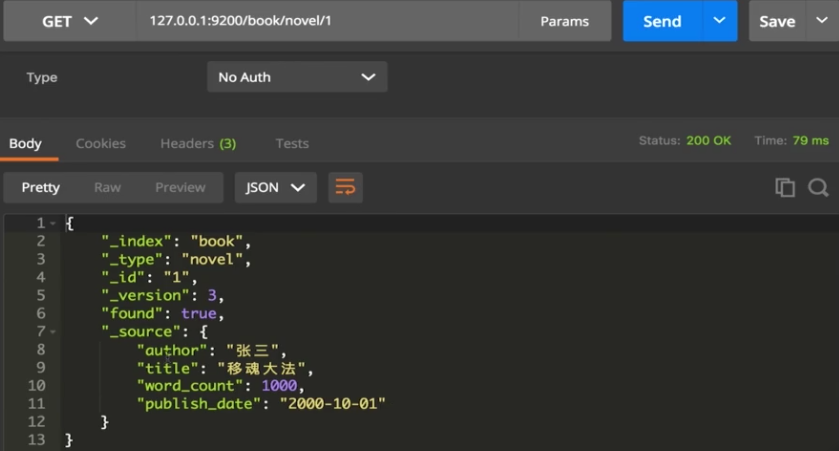 GET 127.0.0.1:9200/book/novel/1 Params Send Save
Type No Auth
Body Cookies Headers (3) Tests Status: 200 OK Time: 79 ms
Pretty Raw Preview JSON
1 {
2 "_index": "book",
3 "_type": "novel",
4 "_id": "1",
5 "_version": 3,
6 "found": true,
7 "_source": {
8 "author": "张三",
9 "title": "移魂大法",
10 "word_count": 1000,
11 "publish_date": "2000-10-01"
12 }
13 }